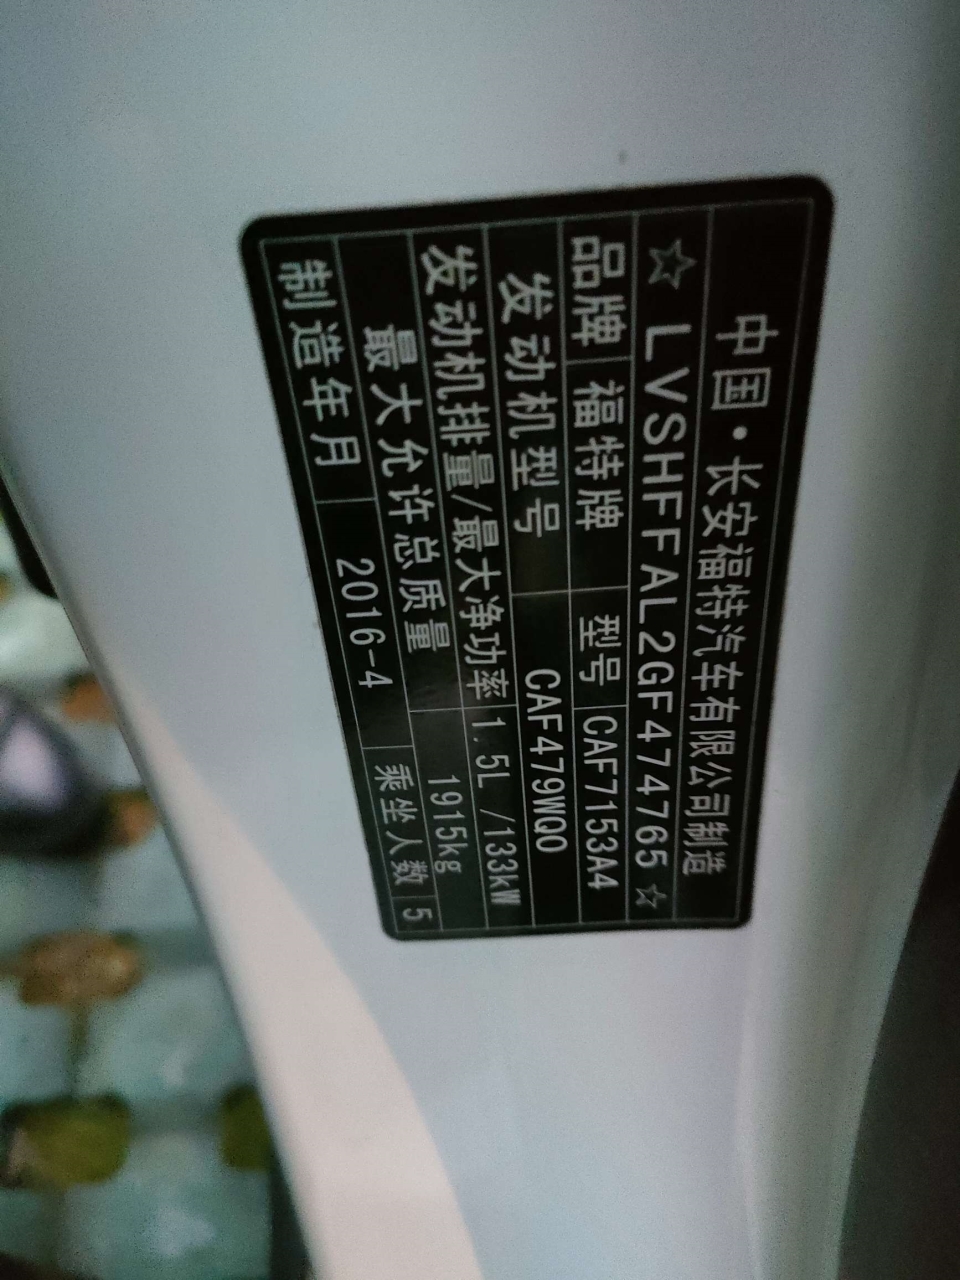 中国·长安福特汽车有限公司制造
☆ LVSHFFAL2GF474765 ☆
品牌 福特牌 型号 CAF7153A4
发动机型号 CAF479WQ0
发动机排量/最大净功率 1.5L /133kW
最大允许总质量 1915kg
制造年月 2016-4 乘坐人数 5